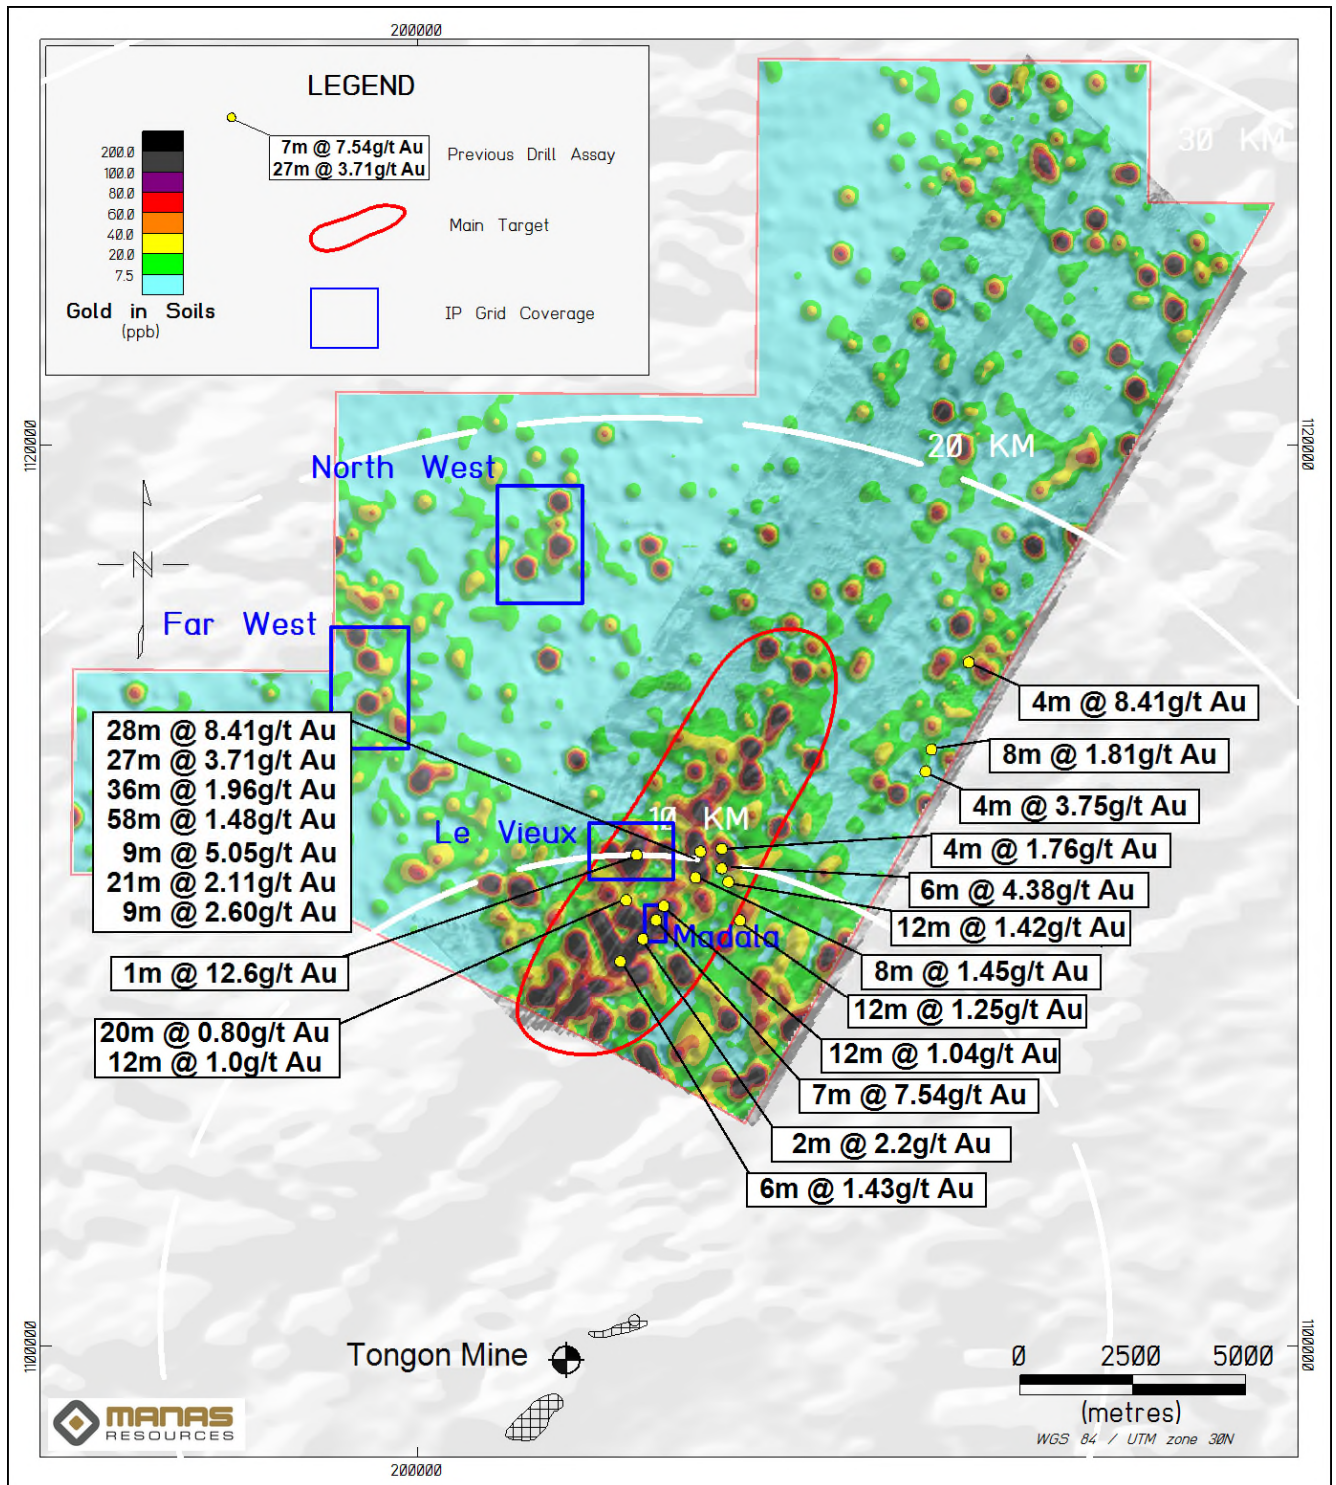 200000
LEGEND
7m @ 7.54g/t Au
27m @ 3.71g/t Au
Previous Drill Assay
200.0
100.0
80.0
60.0
40.0
20.0
7.5
Gold in Soils
(ppb)
Main Target
IP Grid Coverage
30 KM
20 KM
1120000
1120000
North West
N
Far West
28m @ 8.41g/t Au
27m @ 3.71g/t Au
36m @ 1.96g/t Au
58m @ 1.48g/t Au
9m @ 5.05g/t Au
21m @ 2.11g/t Au
9m @ 2.60g/t Au
4m @ 8.41g/t Au
8m @ 1.81g/t Au
4m @ 3.75g/t Au
10 KM
Le Vieux
4m @ 1.76g/t Au
6m @ 4.38g/t Au
12m @ 1.42g/t Au
Madala
1m @ 12.6g/t Au
8m @ 1.45g/t Au
12m @ 1.25g/t Au
20m @ 0.80g/t Au
12m @ 1.0g/t Au
12m @ 1.04g/t Au
7m @ 7.54g/t Au
2m @ 2.2g/t Au
6m @ 1.43g/t Au
1100000
1100000
Tongon Mine
0 2500 5000
(metres)
WGS 84 / UTM zone 30N
MANAS
RESOURCES
200000